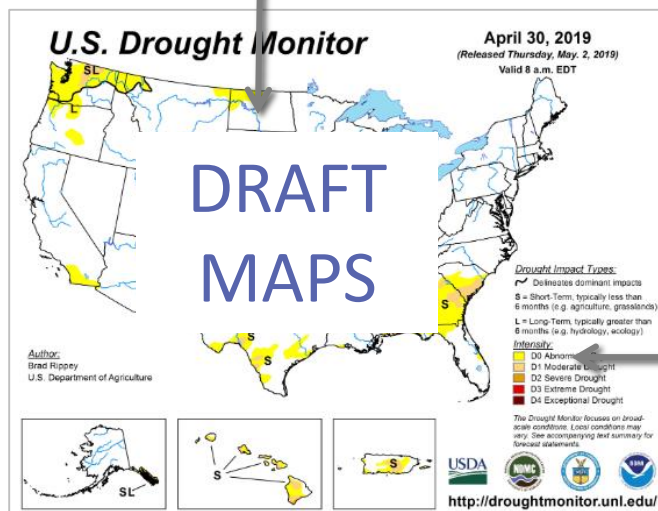 U.S. Drought Monitor
April 30, 2019
(Released Thursday, May. 2, 2019)
Valid 8 a.m. EDT
SL
L
DRAFT
MAPS
S
S
S
Drought Impact Types:
Delineates dominant impacts
S = Short-Term, typically less than
6 months (e.g. agriculture, grasslands)
L = Long-Term, typically greater than
6 months (e.g. hydrology, ecology)
Intensity:
D0 Abnorm
D1 Moderate Drought
D2 Severe Drought
D3 Extreme Drought
D4 Exceptional Drought
Author:
Brad Rippey
U.S. Department of Agriculture
The Drought Monitor focuses on broad-
scale conditions. Local conditions may
vary. See accompanying text summary for
forecast statements.
SL
S
S
USDA
NDMC
http://droughtmonitor.unl.edu/